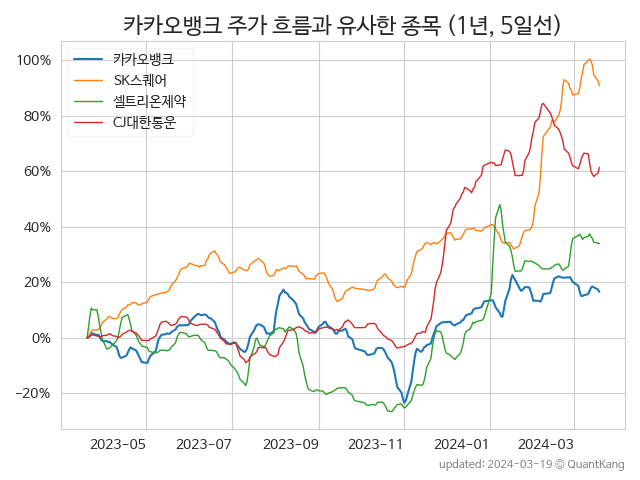 카카오뱅크 주가 흐름과 유사한 종목 (1년, 5일선)
카카오뱅크
SK스퀘어
셀트리온제약
CJ대한통운
100%
80%
60%
40%
20%
0%
−20%
2023-05 2023-07 2023-09 2023-11 2024-01 2024-03
updated: 2024-03-19 © QuantKang